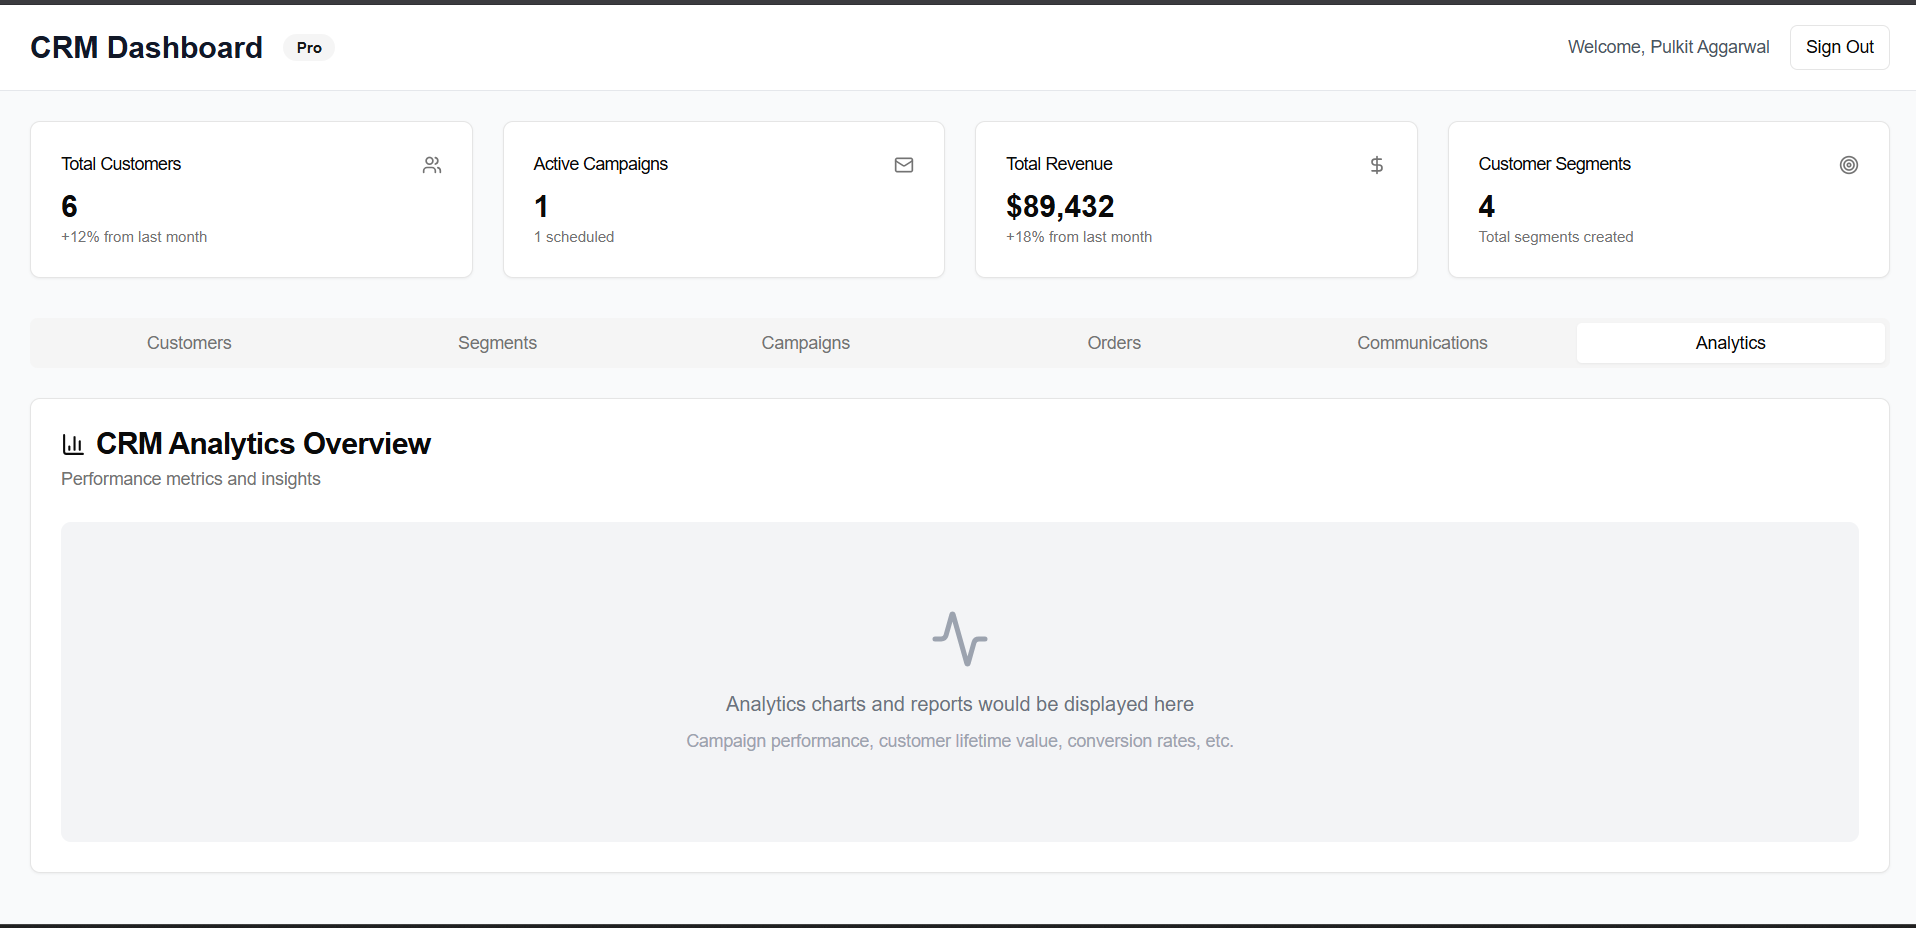 CRM Dashboard Pro
Welcome, Pulkit Aggarwal
Sign Out
Total Customers
6
+12% from last month
Active Campaigns
1
1 scheduled
Total Revenue
$89,432
+18% from last month
Customer Segments
4
Total segments created
Customers Segments Campaigns Orders Communications Analytics
CRM Analytics Overview
Performance metrics and insights
Analytics charts and reports would be displayed here
Campaign performance, customer lifetime value, conversion rates, etc.